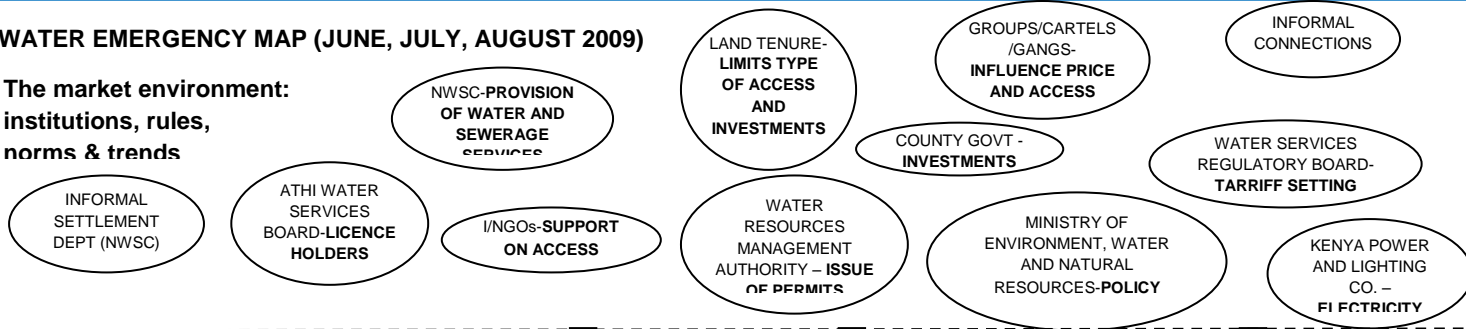 WATER EMERGENCY MAP (JUNE, JULY, AUGUST 2009)
The market environment:
institutions, rules,
norms & trends
NWSC-PROVISION
OF WATER AND
SEWERAGE
SERVICES
LAND TENURE-
LIMITS TYPE
OF ACCESS
AND
INVESTMENTS
GROUPS/CARTELS
/GANGS-
INFLUENCE PRICE
AND ACCESS
INFORMAL
CONNECTIONS
COUNTY GOVT -
INVESTMENTS
WATER SERVICES
REGULATORY BOARD-
TARRIFF SETTING
INFORMAL
SETTLEMENT
DEPT (NWSC)
ATHI WATER
SERVICES
BOARD-LICENCE
HOLDERS
I/NGOs-SUPPORT
ON ACCESS
WATER
RESOURCES
MANAGEMENT
AUTHORITY – ISSUE
OF PERMITS
MINISTRY OF
ENVIRONMENT, WATER
AND NATURAL
RESOURCES-POLICY
KENYA POWER
AND LIGHTING
CO. –
ELECTRICITY